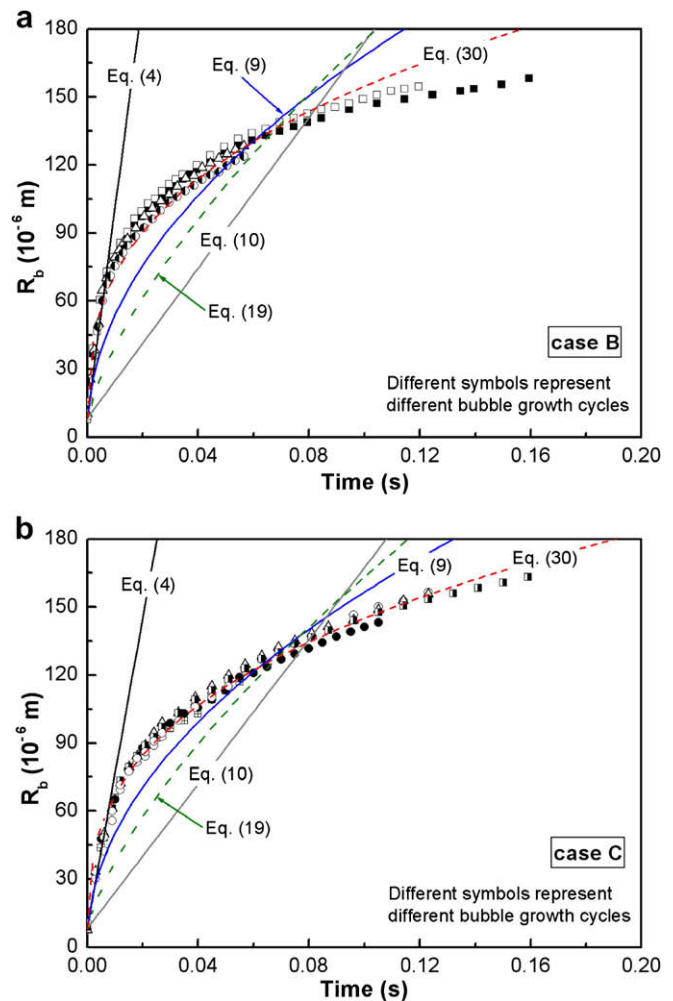 a
180
150
120
90
60
30
0
R_b (10^-6 m)
Eq. (4)
Eq. (9)
Eq. (30)
Eq. (10)
Eq. (19)
case B
Different symbols represent
different bubble growth cycles
0.00 0.04 0.08 0.12 0.16 0.20
Time (s)
b
180
150
120
90
60
30
0
R_b (10^-6 m)
Eq. (4)
Eq. (9)
Eq. (30)
Eq. (10)
Eq. (19)
case C
Different symbols represent
different bubble growth cycles
0.00 0.04 0.08 0.12 0.16 0.20
Time (s)